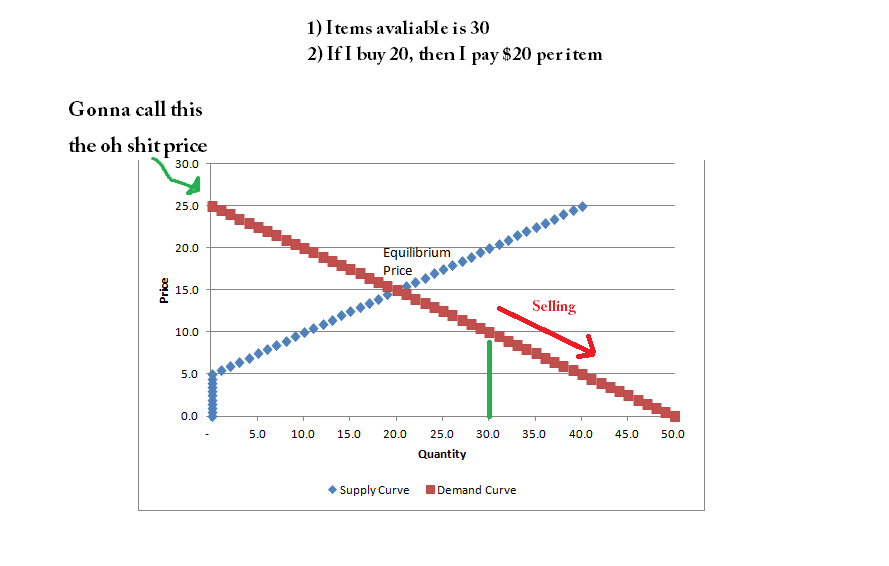 1) Items avaliable is 30
2) If I buy 20, then I pay $20 per item
Gonna call this
the oh shit price
30.0
25.0
20.0
15.0
10.0
5.0
0.0
Price
Equilibrium
Price
Selling
- 5.0 10.0 15.0 20.0 25.0 30.0 35.0 40.0 45.0 50.0
Quantity
Supply Curve Demand Curve